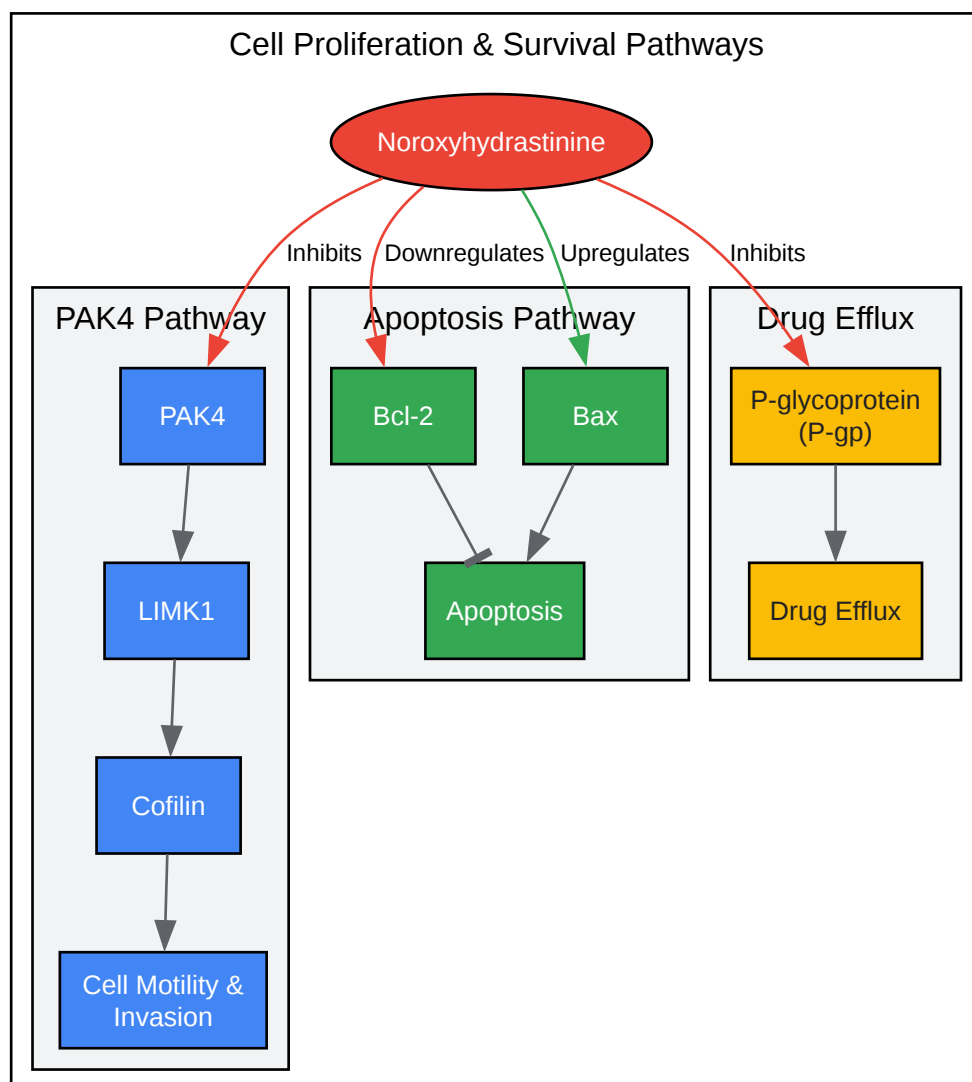 Cell Proliferation & Survival Pathways
Noroxyhydrastinine
Inhibits
Downregulates
Upregulates
Inhibits
PAK4 Pathway
Apoptosis Pathway
Drug Efflux
PAK4
Bcl-2
Bax
P-glycoprotein
(P-gp)
LIMK1
Apoptosis
Drug Efflux
Cofilin
Cell Motility &
Invasion